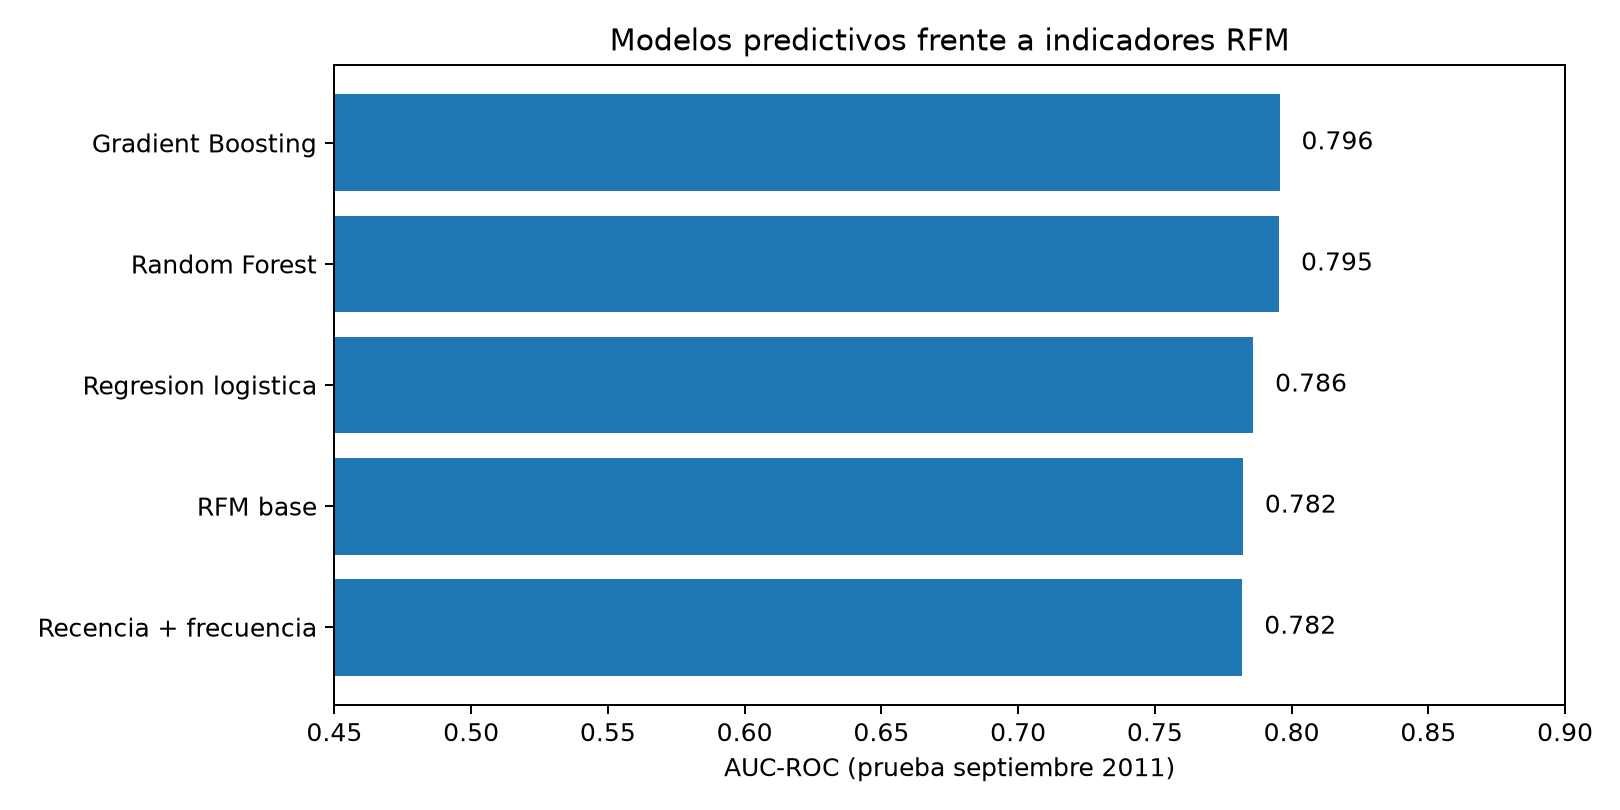 Modelos predictivos frente a indicadores RFM
Gradient Boosting
0.796
Random Forest
0.795
Regresion logistica
0.786
RFM base
0.782
Recencia + frecuencia
0.782
0.45 0.50 0.55 0.60 0.65 0.70 0.75 0.80 0.85 0.90
AUC-ROC (prueba septiembre 2011)